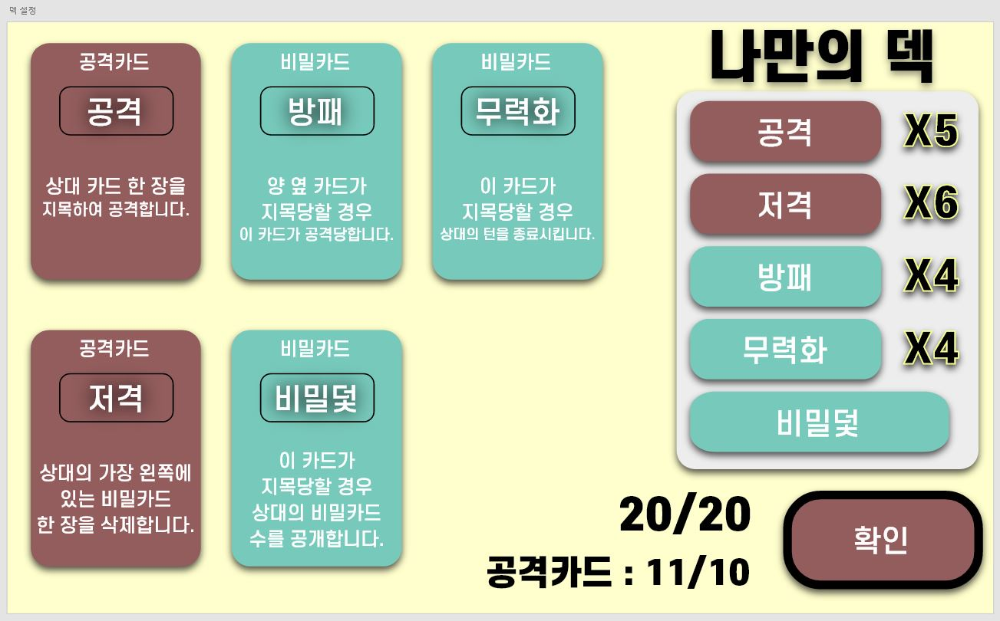 덱 설정
공격카드
공격
상대 카드 한 장을
지목하여 공격합니다.
비밀카드
방패
양 옆 카드가
지목당할 경우
이 카드가 공격당합니다.
비밀카드
무력화
이 카드가
지목당할 경우
상대의 턴을 종료시킵니다.
공격카드
저격
상대의 가장 왼쪽에
있는 비밀카드
한 장을 삭제합니다.
비밀카드
비밀덫
이 카드가
지목당할 경우
상대의 비밀카드
수를 공개합니다.
나만의 덱
공격 X5
저격 X6
방패 X4
무력화 X4
비밀덫
20/20
공격카드 : 11/10
확인